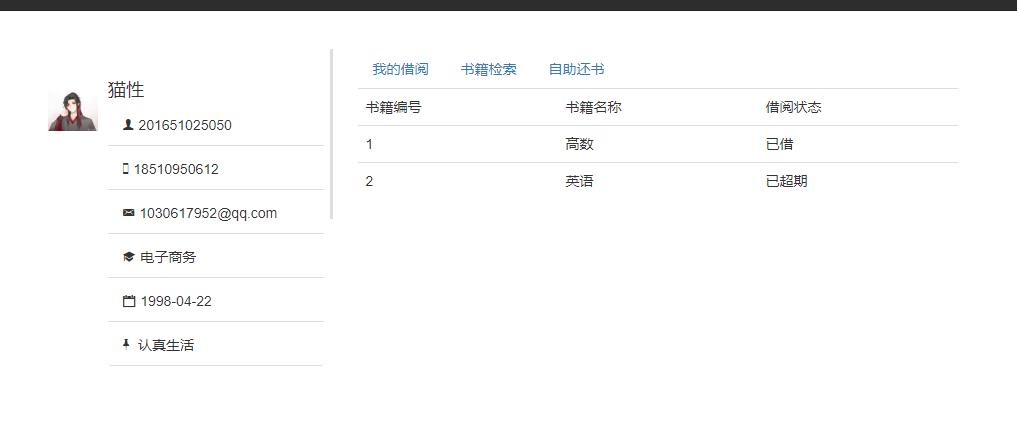 猫性
201651025050
18510950612
1030617952@qq.com
电子商务
1998-04-22
认真生活
我的借阅 书籍检索 自助还书
书籍编号 书籍名称 借阅状态
1 高数 已借
2 英语 已超期